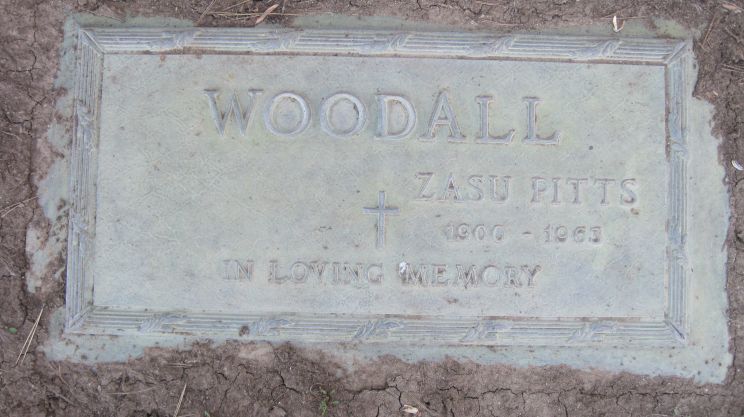 WOODALL
ZASU PITTS
1900 - 1963
IN LOVING MEMORY